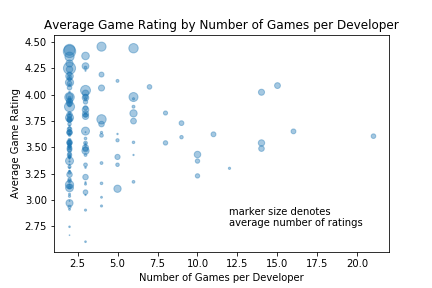 Average Game Rating by Number of Games per Developer
4.50
4.25
4.00
3.75
3.50
3.25
3.00
2.75
Average Game Rating
marker size denotes
average number of ratings
2.5 5.0 7.5 10.0 12.5 15.0 17.5 20.0
Number of Games per Developer